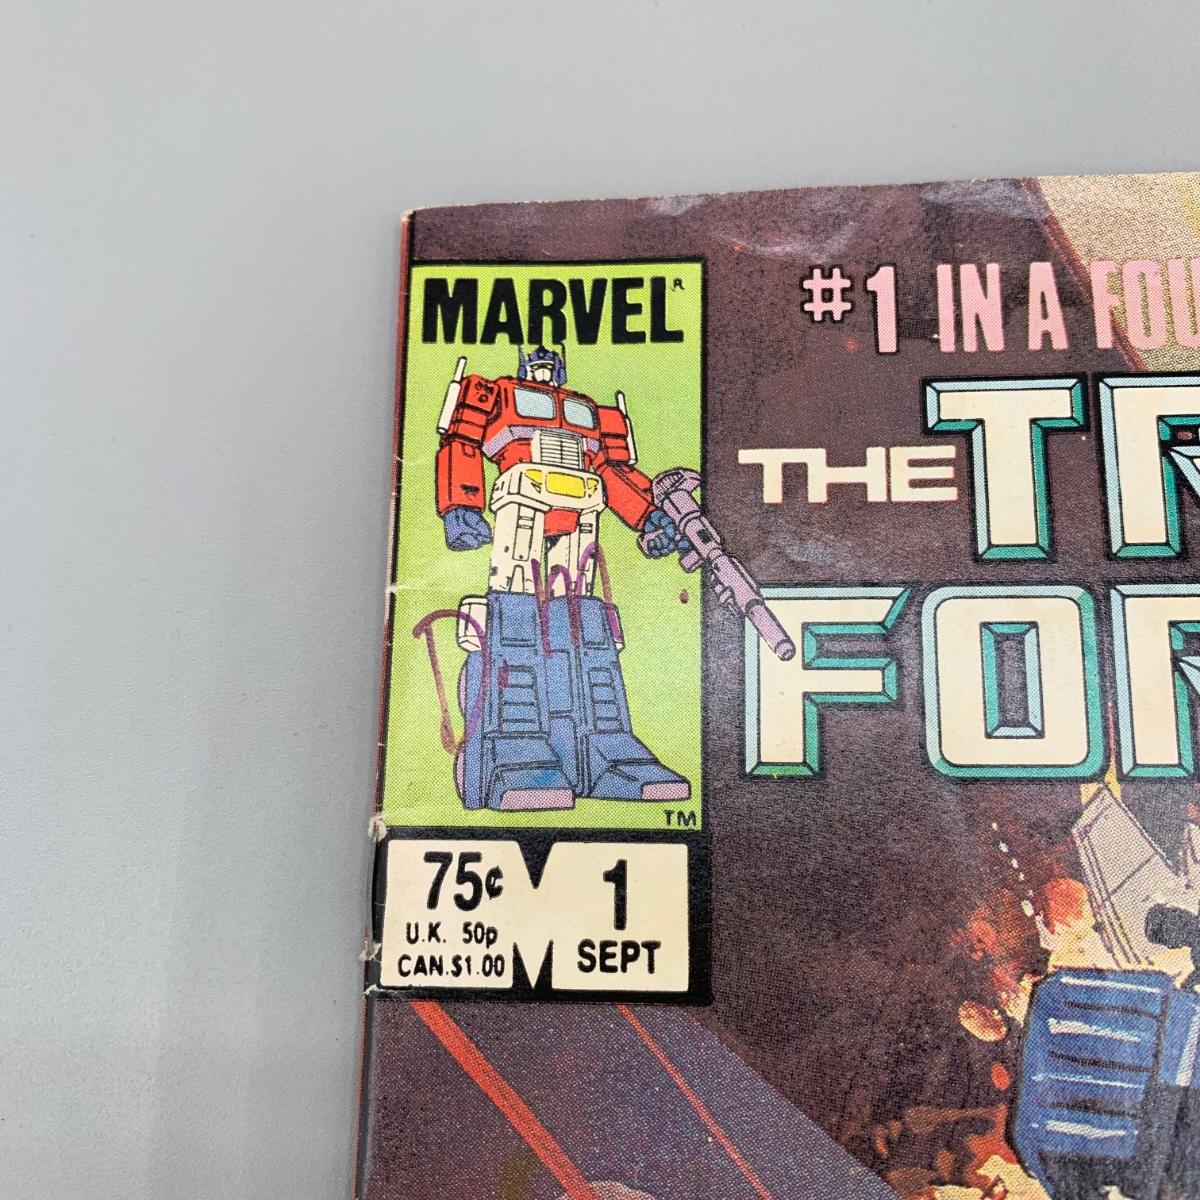 MARVEL®
#1 IN A FOU
THE TR
FOR
TM
75¢
U.K. 50p
CAN.$1.00
1
SEPT